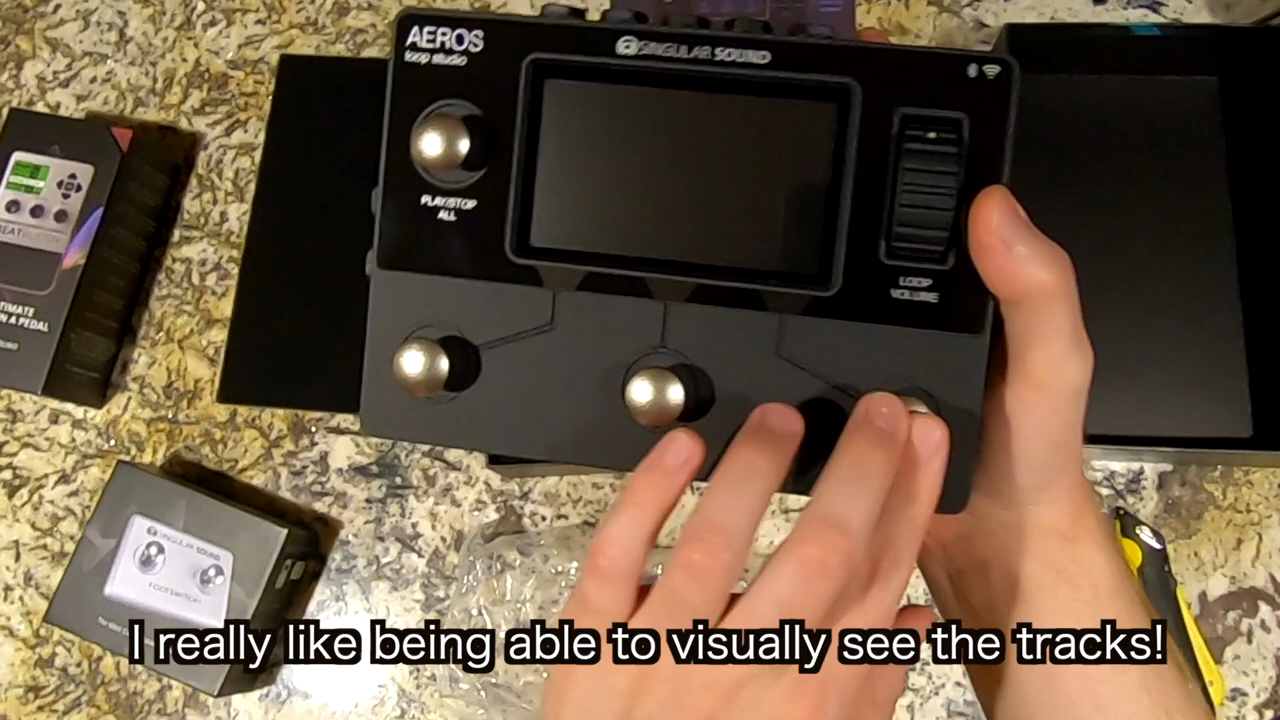 AEROS
loop studio
SINGULAR SOUND
PLAY/STOP
ALL
LOOP
VOLUME
A PEDAL
SINGULAR SOUND
FOOTSWITCH
I really like being able to visually see the tracks!